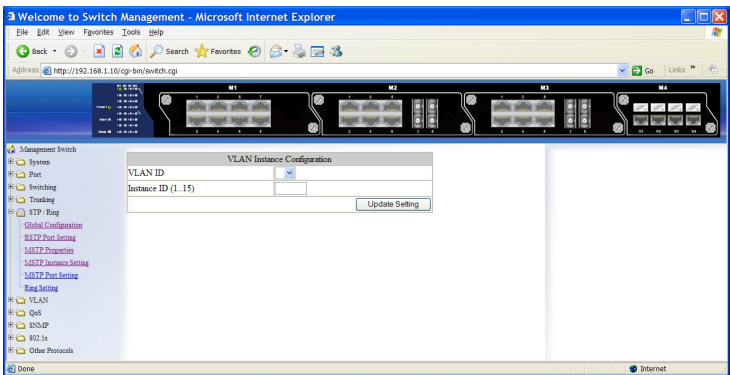 Welcome to Switch Management - Microsoft Internet Explorer
File Edit View Favorites Tools Help
Back Search Favorites
Address http://192.168.1.10/cgi-bin/switch.cgi Go Links »
M1 M2 M3 M4
Management Switch
System
Port
Switching
Trunking
STP / Ring
Global Configuration
RSTP Port Setting
MSTP Properties
MSTP Instance Setting
MSTP Port Setting
Ring Setting
VLAN
QoS
SNMP
802.1x
Other Protocols
VLAN Instance Configuration
VLAN ID
Instance ID (1..15)
Update Setting
Done Internet